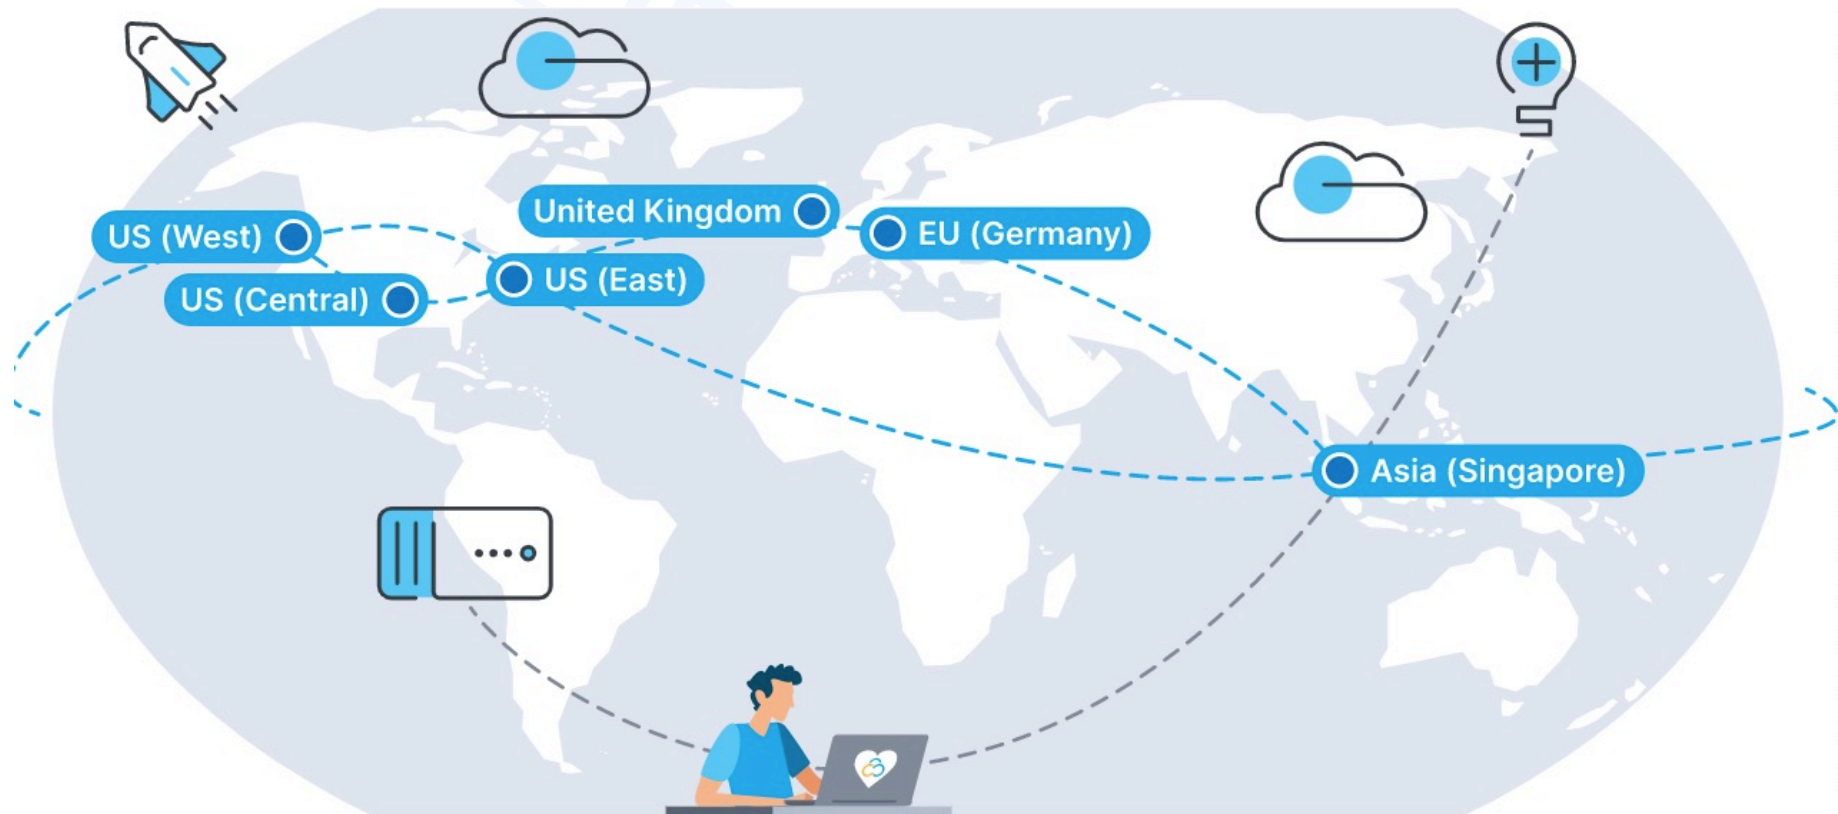 United Kingdom
US (West)
EU (Germany)
US (East)
US (Central)
Asia (Singapore)